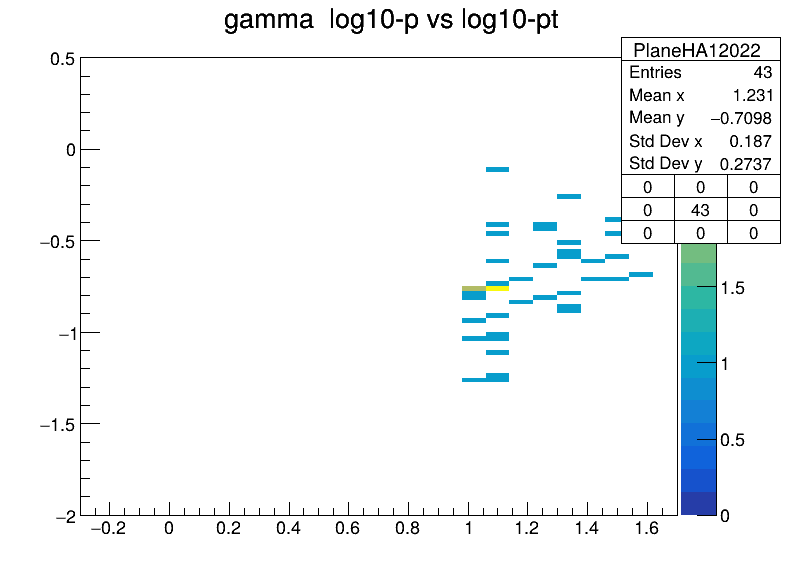 gamma  log10-p vs log10-pt
PlaneHA12022
Entries 43
Mean x 1.231
Mean y −0.7098
Std Dev x 0.187
Std Dev y 0.2737
0 0 0
0 43 0
0 0 0
0.5
0
−0.5
−1
−1.5
−2
−0.2 0 0.2 0.4 0.6 0.8 1 1.2 1.4 1.6
1.5
1
0.5
0